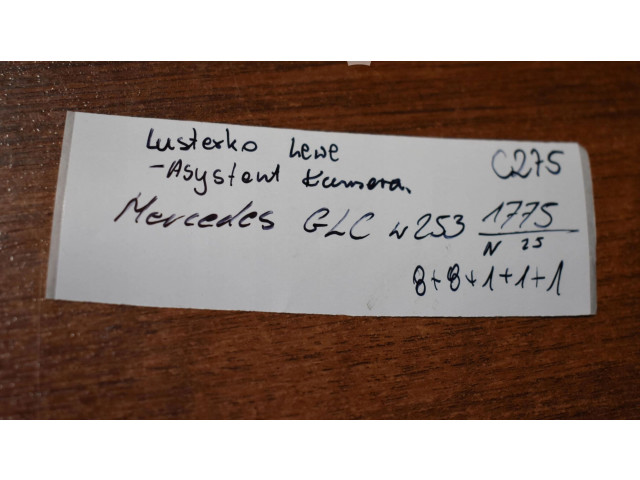 Lusterko Lewe C275
-Asystent Kamera
Mercedes GLC W253 1775
N 25
8+8+1+1+1